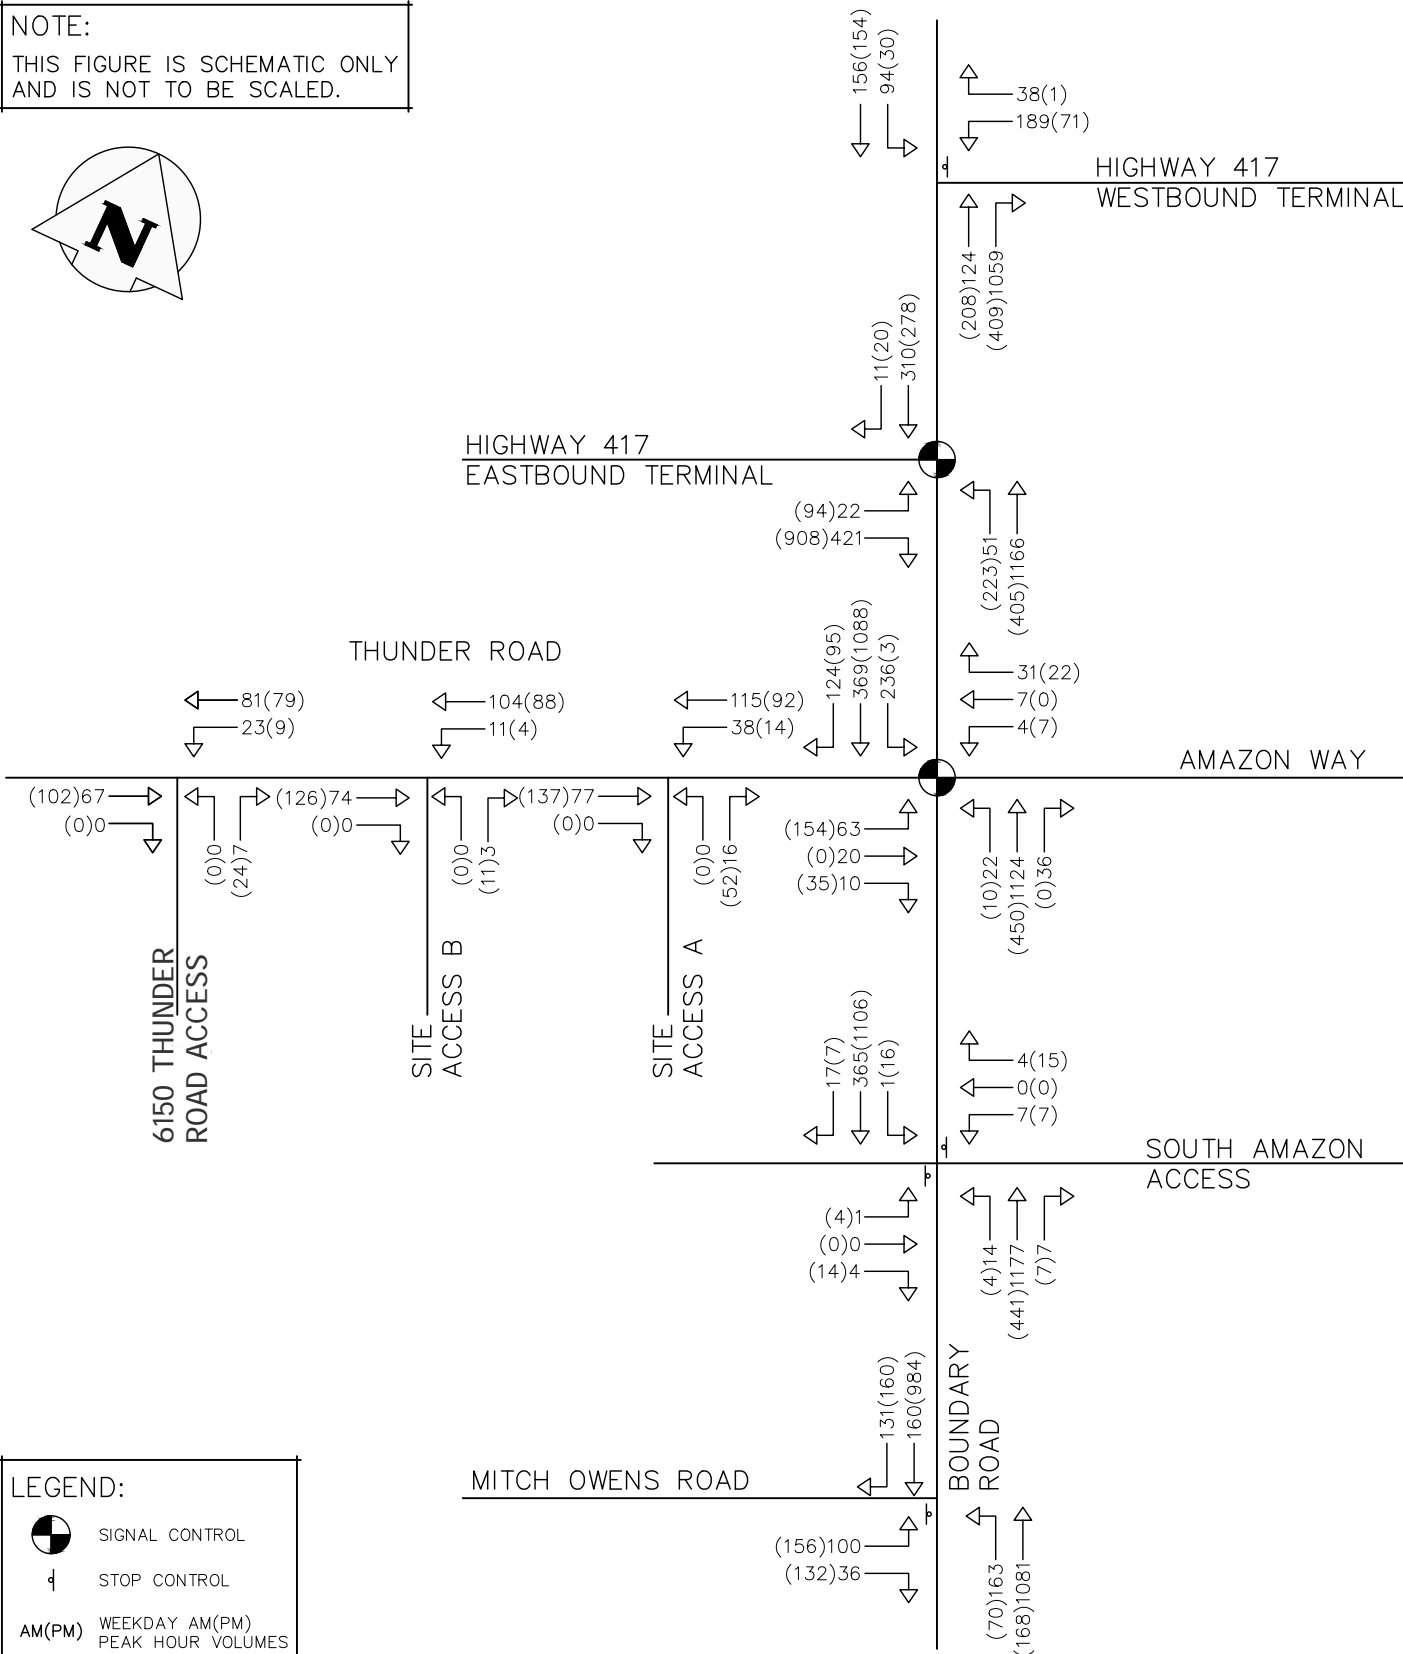 NOTE:
THIS FIGURE IS SCHEMATIC ONLY
AND IS NOT TO BE SCALED.
N
156(154)
94(30)
38(1)
189(71)
HIGHWAY 417
WESTBOUND TERMINAL
(208)124
(409)1059
11(20)
310(278)
HIGHWAY 417
EASTBOUND TERMINAL
(94)22
(908)421
(223)51
(405)1166
THUNDER ROAD
81(79)
23(9)
104(88)
11(4)
115(92)
38(14)
124(95)
369(1088)
236(3)
31(22)
7(0)
4(7)
AMAZON WAY
(102)67
(0)0
(0)0
(24)7
(126)74
(0)0
(0)0
(11)3
(137)77
(0)0
(0)0
(52)16
(154)63
(0)20
(35)10
(10)22
(450)1124
(0)36
6150 THUNDER
ROAD ACCESS
SITE
ACCESS B
SITE
ACCESS A
17(7)
365(1106)
1(16)
4(15)
0(0)
7(7)
SOUTH AMAZON
ACCESS
(4)1
(0)0
(14)4
(4)14
(441)1177
(7)7
131(160)
160(984)
BOUNDARY
ROAD
MITCH OWENS ROAD
(156)100
(132)36
(70)163
(168)1081
LEGEND:
SIGNAL CONTROL
STOP CONTROL
AM(PM) WEEKDAY AM(PM)
PEAK HOUR VOLUMES